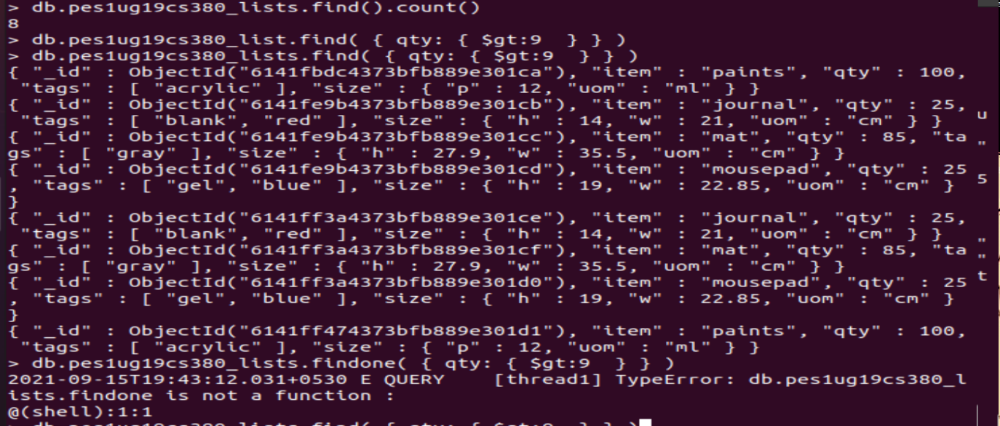 > db.pes1ug19cs380_lists.find().count()
8
> db.pes1ug19cs380_list.find( { qty: { $gt:9  } } )
> db.pes1ug19cs380_lists.find( { qty: { $gt:9  } } )
{ "_id" : ObjectId("6141fbdc4373bfb889e301ca"), "item" : "paints", "qty" : 100,
 "tags" : [ "acrylic" ], "size" : { "p" : 12, "uom" : "ml" } }
{ "_id" : ObjectId("6141fe9b4373bfb889e301cb"), "item" : "journal", "qty" : 25,
 "tags" : [ "blank", "red" ], "size" : { "h" : 14, "w" : 21, "uom" : "cm" } }
u
{ "_id" : ObjectId("6141fe9b4373bfb889e301cc"), "item" : "mat", "qty" : 85, "ta
"
gs" : [ "gray" ], "size" : { "h" : 27.9, "w" : 35.5, "uom" : "cm" } }
{ "_id" : ObjectId("6141fe9b4373bfb889e301cd"), "item" : "mousepad", "qty" : 25
5
, "tags" : [ "gel", "blue" ], "size" : { "h" : 19, "w" : 22.85, "uom" : "cm" }
}
{ "_id" : ObjectId("6141ff3a4373bfb889e301ce"), "item" : "journal", "qty" : 25,
 "tags" : [ "blank", "red" ], "size" : { "h" : 14, "w" : 21, "uom" : "cm" } }
"
{ "_id" : ObjectId("6141ff3a4373bfb889e301cf"), "item" : "mat", "qty" : 85, "ta
"
gs" : [ "gray" ], "size" : { "h" : 27.9, "w" : 35.5, "uom" : "cm" } }
t
{ "_id" : ObjectId("6141ff3a4373bfb889e301d0"), "item" : "mousepad", "qty" : 25
, "tags" : [ "gel", "blue" ], "size" : { "h" : 19, "w" : 22.85, "uom" : "cm" }
}
{ "_id" : ObjectId("6141ff474373bfb889e301d1"), "item" : "paints", "qty" : 100,
 "tags" : [ "acrylic" ], "size" : { "p" : 12, "uom" : "ml" } }
> db.pes1ug19cs380_lists.findone( { qty: { $gt:9  } } )
2021-09-15T19:43:12.031+0530 E QUERY    [thread1] TypeError: db.pes1ug19cs380_l
ists.findone is not a function :
@(shell):1:1
> db.pes1ug19cs380_lists.find( { qty: { $gt:9  } } )